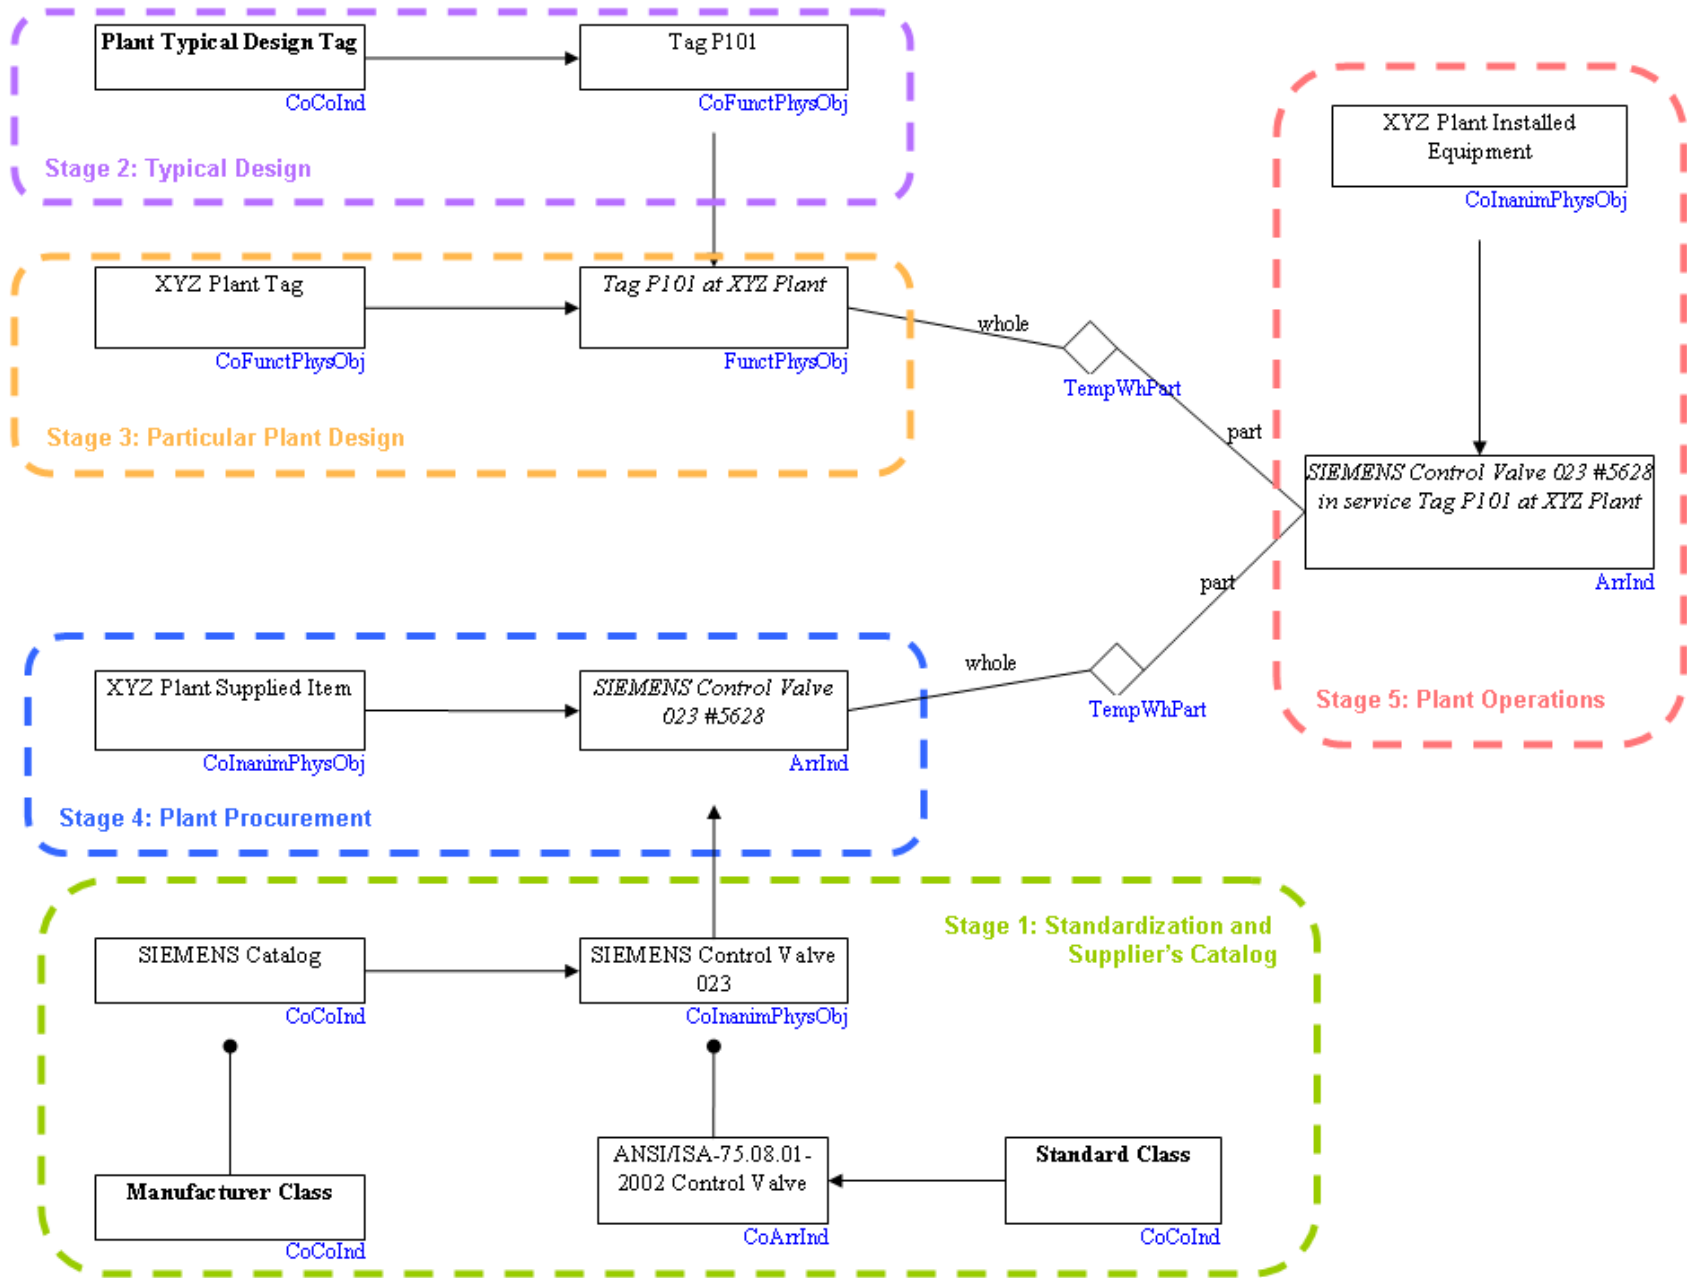 Plant Typical Design Tag
CoCoInd
Tag P101
CoFunctPhysObj
Stage 2: Typical Design
XYZ Plant Tag
CoFunctPhysObj
Tag P101 at XYZ Plant
FunctPhysObj
Stage 3: Particular Plant Design
whole
TempWhPart
part
XYZ Plant Installed
Equipment
CoInanimPhysObj
SIEMENS Control Valve 023 #5628
in service Tag P101 at XYZ Plant
ArrInd
Stage 5: Plant Operations
part
whole
TempWhPart
XYZ Plant Supplied Item
CoInanimPhysObj
SIEMENS Control Valve
023 #5628
ArrInd
Stage 4: Plant Procurement
Stage 1: Standardization and
Supplier’s Catalog
SIEMENS Catalog
CoCoInd
SIEMENS Control Valve
023
CoInanimPhysObj
Manufacturer Class
CoCoInd
ANSI/ISA-75.08.01-
2002 Control Valve
CoArrInd
Standard Class
CoCoInd